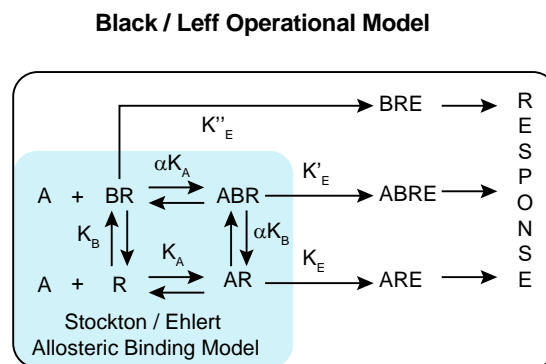 Black / Leff Operational Model
BRE
K''E
A + BR αKA ABR K'E ABRE
KB αKB
A + R KA AR KE ARE
Stockton / Ehlert
Allosteric Binding Model
RESPONSE